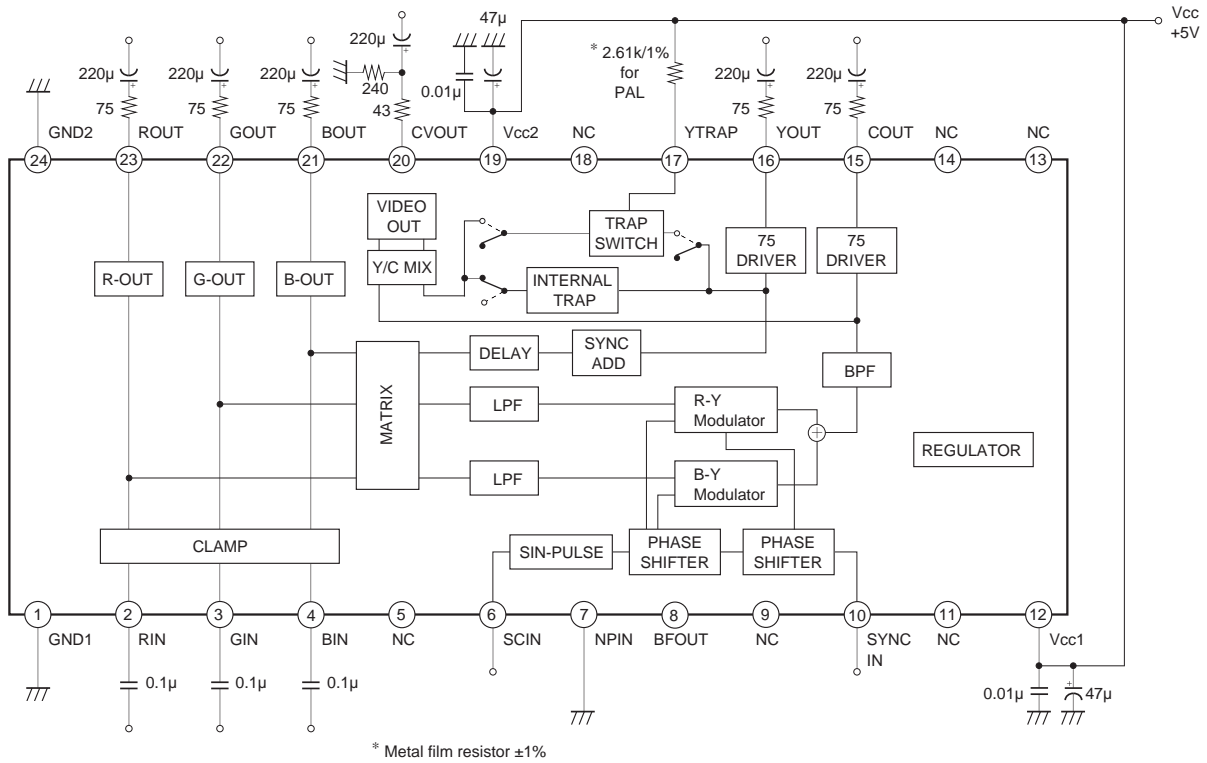 Vcc
+5V
47µ
220µ
* 2.61k/1%
for
PAL
220µ
220µ
220µ
240
0.01µ
220µ
220µ
75
75
75
43
75
75
GND2
ROUT
GOUT
BOUT
CVOUT
Vcc2
NC
YTRAP
YOUT
COUT
NC
NC
24
23
22
21
20
19
18
17
16
15
14
13
VIDEO
OUT
TRAP
SWITCH
75
DRIVER
75
DRIVER
R-OUT
G-OUT
B-OUT
Y/C MIX
INTERNAL
TRAP
MATRIX
DELAY
SYNC
ADD
BPF
LPF
R-Y
Modulator
REGULATOR
LPF
B-Y
Modulator
CLAMP
SIN-PULSE
PHASE
SHIFTER
PHASE
SHIFTER
1
2
3
4
5
6
7
8
9
10
11
12
GND1
RIN
GIN
BIN
NC
SCIN
NPIN
BFOUT
NC
SYNC
IN
NC
Vcc1
0.1µ
0.1µ
0.1µ
0.01µ
47µ
* Metal film resistor ±1%